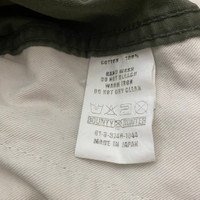 COTTON 100%
HAND WASH
DO NOT BLEACH
WARM IRON
DO NOT DRY CLEAN
BOUNTY HUNTER
MADE IN JAPAN